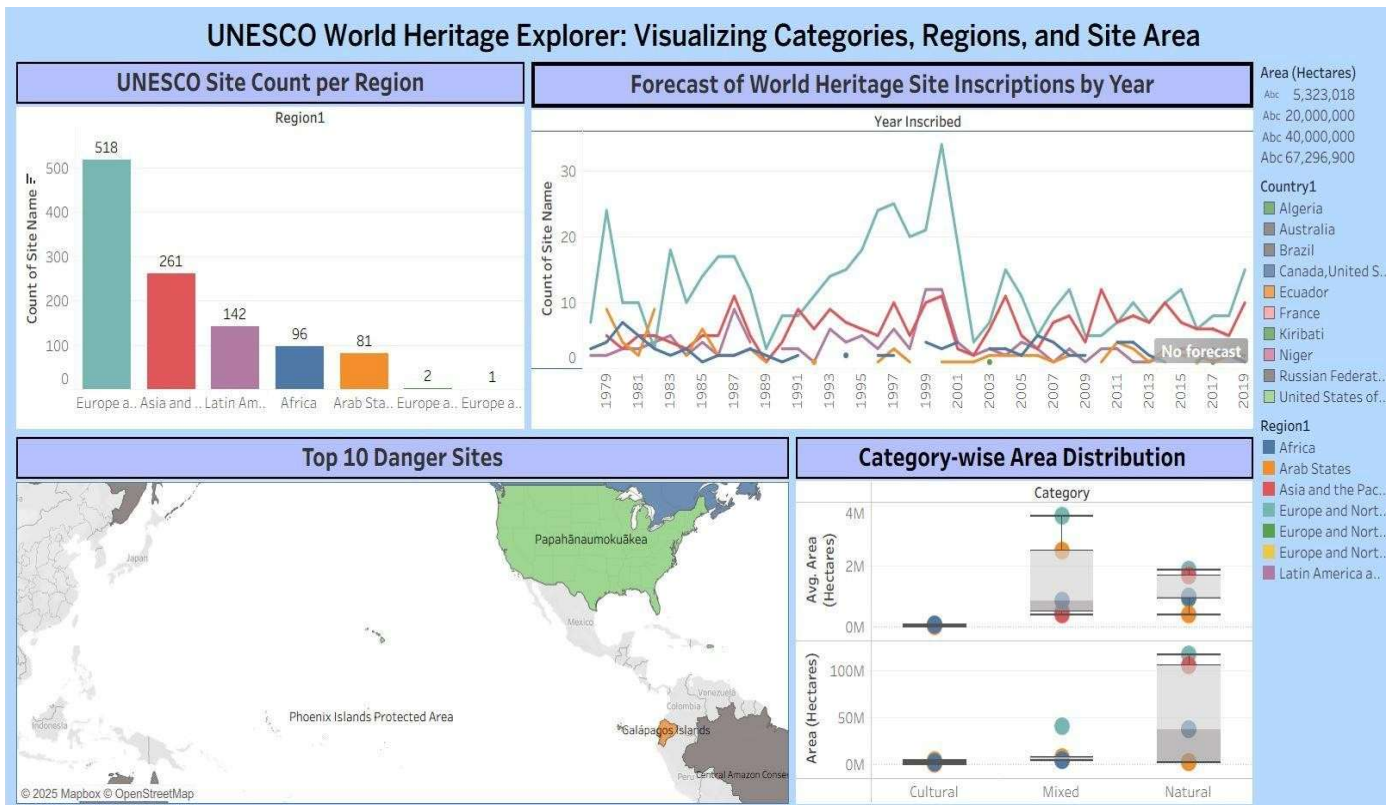 UNESCO World Heritage Explorer: Visualizing Categories, Regions, and Site Area
UNESCO Site Count per Region
Region1
Count of Site Name
500
400
300
200
100
0
518
261
142
96
81
2
1
Europe a..
Asia and ..
Latin Am..
Africa
Arab Sta..
Europe a..
Europe a..
Forecast of World Heritage Site Inscriptions by Year
Year Inscribed
Count of Site Name
30
20
10
0
No forecast
1979
1981
1983
1985
1987
1989
1991
1993
1995
1997
1999
2001
2003
2005
2007
2009
2011
2013
2015
2017
2019
Area (Hectares)
Abc 5,323,018
Abc 20,000,000
Abc 40,000,000
Abc 67,296,900
Country1
Algeria
Australia
Brazil
Canada,United S..
Ecuador
France
Kiribati
Niger
Russian Federat..
United States of..
Region1
Africa
Arab States
Asia and the Pac..
Europe and Nort..
Europe and Nort..
Europe and Nort..
Latin America a..
Top 10 Danger Sites
Japan
Papahānaumokuākea
Mexico
Venezuela
Colombia
Phoenix Islands Protected Area
Galápagos Islands
Indonesia
Peru
Central Amazon Conse
© 2025 Mapbox © OpenStreetMap
Category-wise Area Distribution
Category
Avg. Area
(Hectares)
4M
2M
0M
Area (Hectares)
100M
50M
0M
Cultural
Mixed
Natural